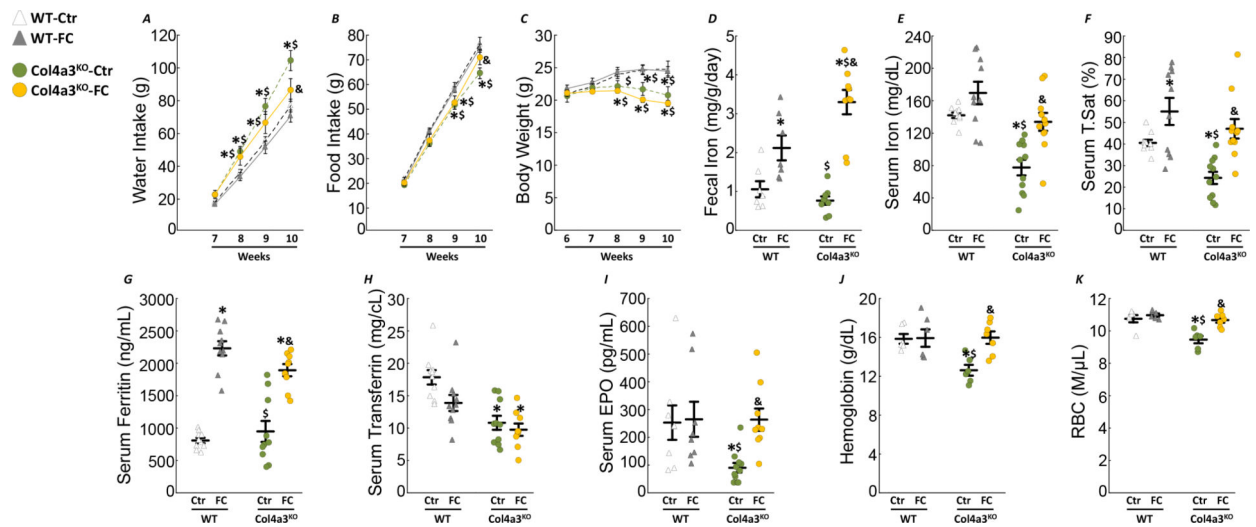 WT-Ctr
WT-FC
Col4a3KO-Ctr
Col4a3KO-FC
A
Water Intake (g)
120
100
80
60
40
20
0
7 8 9 10
Weeks
*$
*$
*$
*$
&
B
Food Intake (g)
80
70
60
50
40
30
20
10
0
7 8 9 10
Weeks
*$
*$
&
*$
C
Body Weight (g)
30
25
20
15
10
5
0
6 7 8 9 10
Weeks
$
*$
*$
*$
*$
*$
D
Fecal Iron (mg/g/day)
5
4
3
2
1
0
*
$
*$&
Ctr FC Ctr FC
WT Col4a3KO
E
Serum Iron (mg/dL)
240
200
160
120
80
40
0
*$
&
Ctr FC Ctr FC
WT Col4a3KO
F
Serum T.Sat (%)
90
80
70
60
50
40
30
20
10
0
*
*$
&
Ctr FC Ctr FC
WT Col4a3KO
G
Serum Ferritin (ng/mL)
3000
2500
2000
1500
1000
500
0
*
$
*&
Ctr FC Ctr FC
WT Col4a3KO
H
Serum Transferrin (mg/cL)
30
25
20
15
10
5
0
* *
Ctr FC Ctr FC
WT Col4a3KO
I
Serum EPO (pg/mL)
700
600
500
400
300
200
100
0
*$
&
Ctr FC Ctr FC
WT Col4a3KO
J
Hemoglobin (g/dL)
20
15
10
5
0
*$
&
Ctr FC Ctr FC
WT Col4a3KO
K
RBC (M/µL)
12
10
8
6
4
2
0
*$
&
Ctr FC Ctr FC
WT Col4a3KO